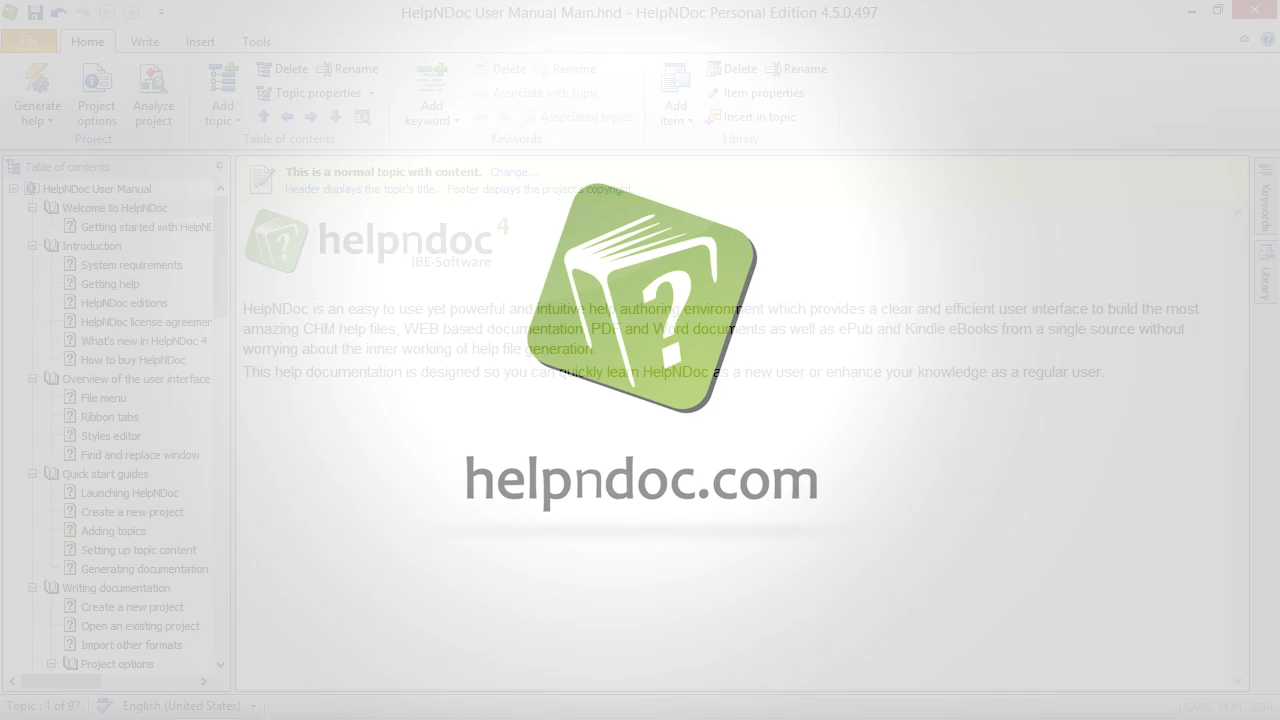 HelpNDoc User Manual Main.hnd - HelpNDoc Personal Edition 4.5.0.497
File Home Write Insert Tools
Generate help
Project options
Analyze project
Project
Add topic
Delete Rename
Topic properties
Table of contents
Add keyword
Delete Rename
Associate with topic
Associated topics
Keywords
Add item
Delete Rename
Item properties
Insert in topic
Library
Table of contents
HelpNDoc User Manual
Welcome to HelpNDoc
Getting started with HelpND
Introduction
System requirements
Getting help
HelpNDoc editions
HelpNDoc license agreemen
What's new in HelpNDoc 4
How to buy HelpNDoc
Overview of the user interface
File menu
Ribbon tabs
Styles editor
Find and replace window
Quick start guides
Launching HelpNDoc
Create a new project
Adding topics
Setting up topic content
Generating documentation
Writing documentation
Create a new project
Open an existing project
Import other formats
Project options
This is a normal topic with content. Change...
Header displays the topic's title. Footer displays the project's copyright.
helpndoc 4
IBE-Software
HelpNDoc is an easy to use yet powerful and intuitive help authoring environment which provides a clear and efficient user interface to build the most
amazing CHM help files, WEB based documentation, PDF and Word documents as well as ePub and Kindle eBooks from a single source without
worrying about the inner working of help file generation.
This help documentation is designed so you can quickly learn HelpNDoc as a new user or enhance your knowledge as a regular user.
?
helpndoc.com
Keywords
Library
Topic : 1 of 97 English (United States) CAPS NUM SCRL